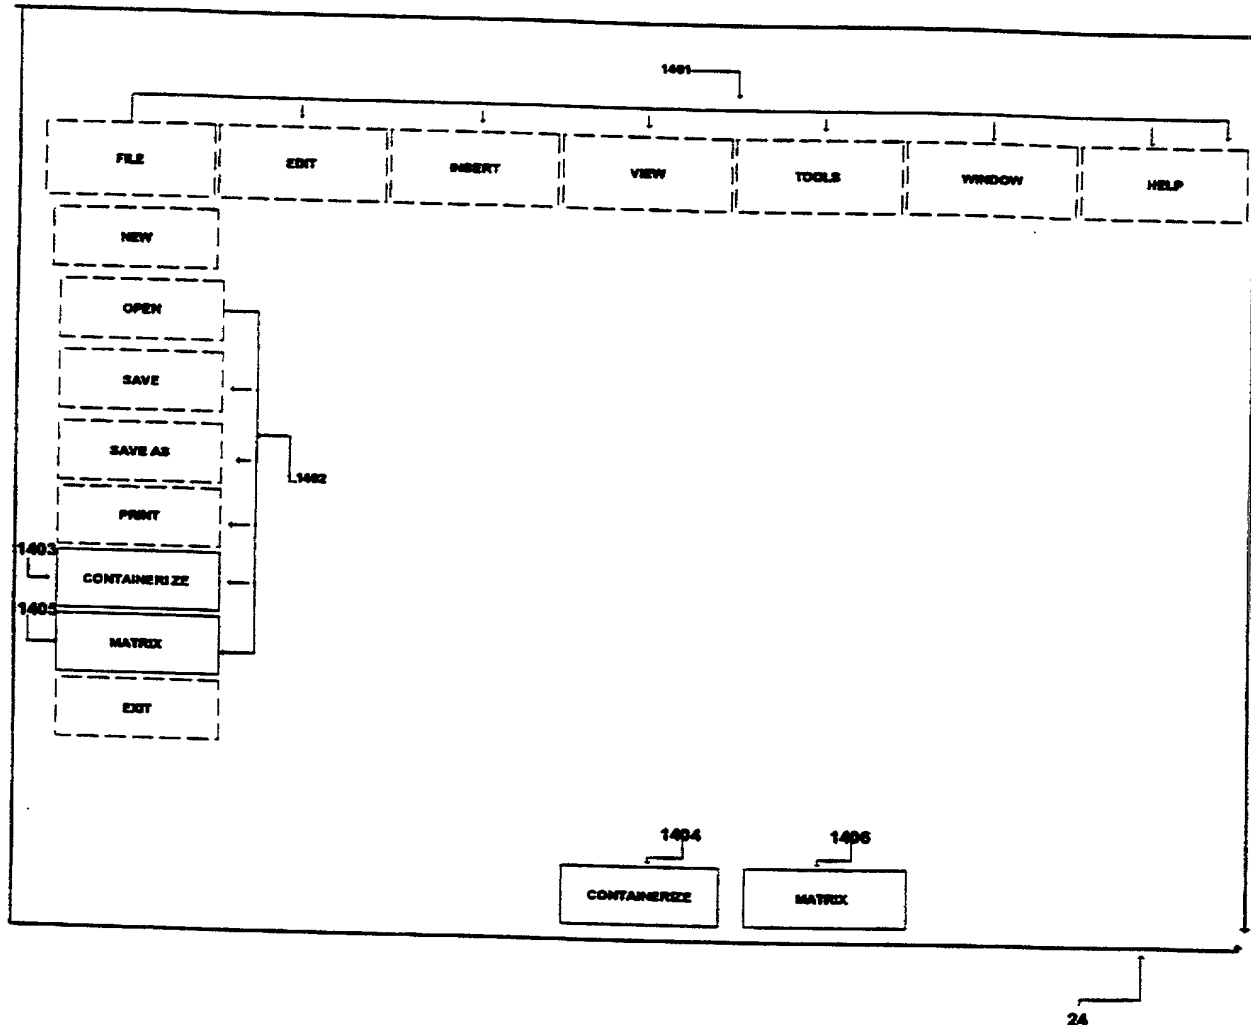 1401
FILE
EDIT
INSERT
VIEW
TOOLS
WINDOW
HELP
NEW
OPEN
SAVE
SAVE AS
1402
PRINT
1403
CONTAINERIZE
1405
MATRIX
EXIT
1404
1406
CONTAINERIZE
MATRIX
24